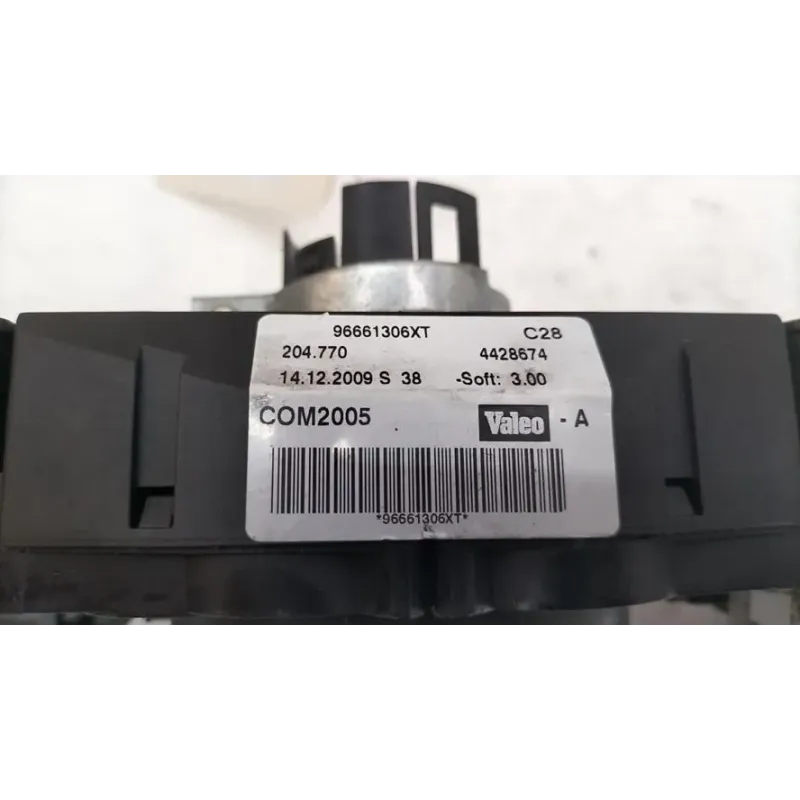 96661306XT C28
204.770 4428674
14.12.2009 S 38 -Soft: 3.00
COM2005 Valeo - A
*96661306XT*